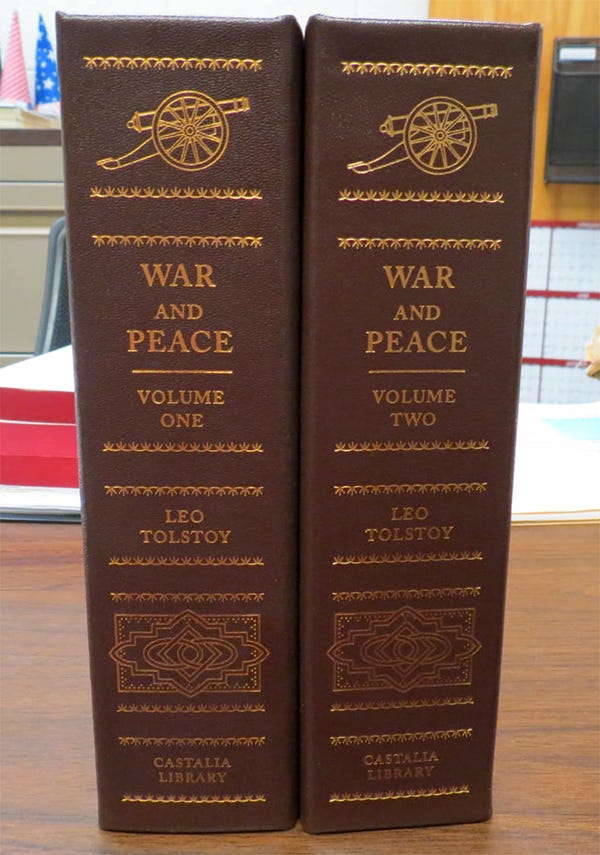 WAR
AND
PEACE
VOLUME
ONE
LEO
TOLSTOY
CASTALIA
LIBRARY
WAR
AND
PEACE
VOLUME
TWO
LEO
TOLSTOY
CASTALIA
LIBRARY